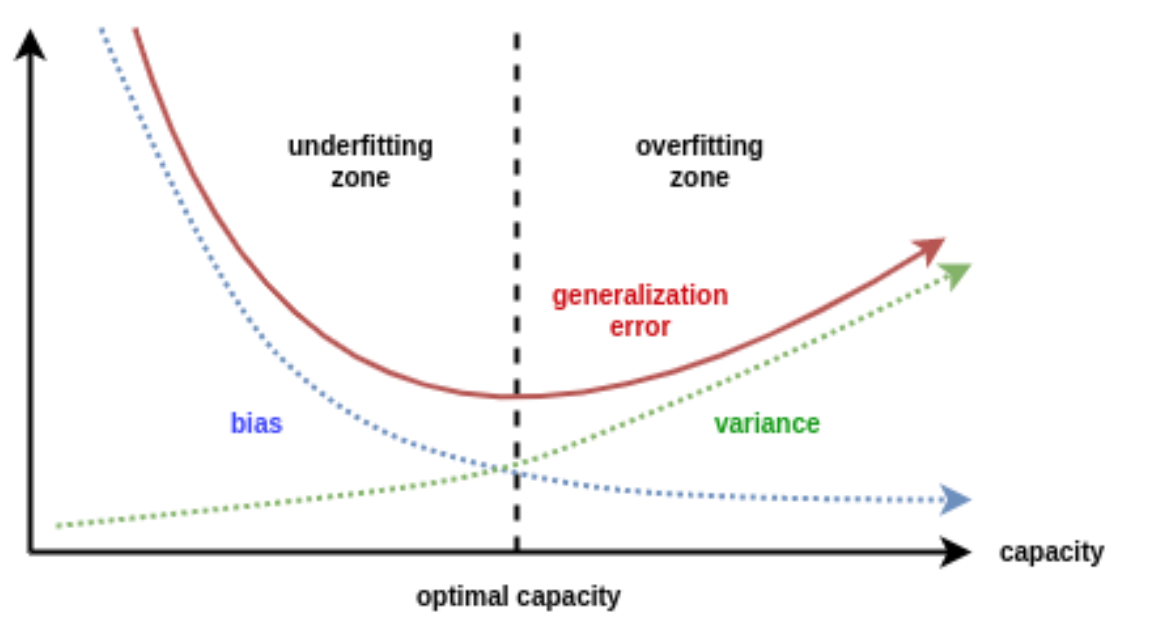 underfitting
zone
overfitting
zone
generalization
error
bias
variance
capacity
optimal capacity